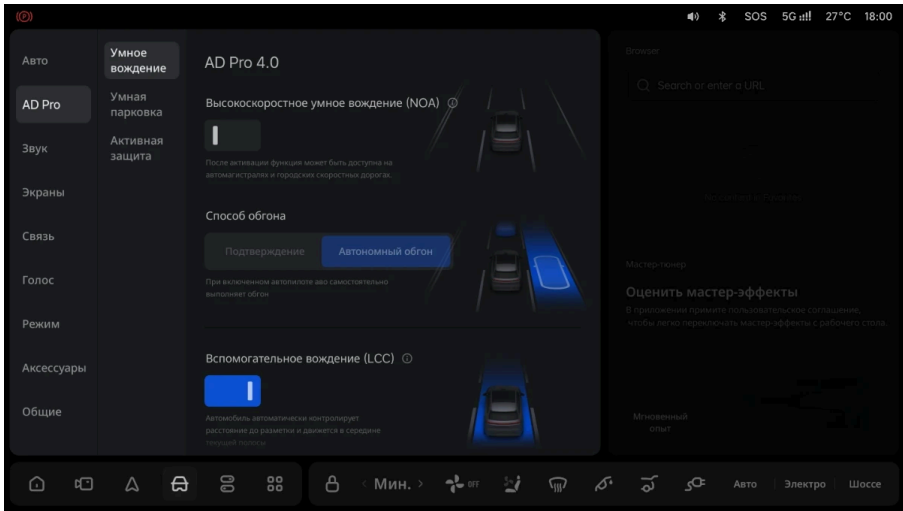 (P)
SOS 5G 27°C 18:00
Авто
AD Pro
Звук
Экраны
Связь
Голос
Режим
Аксессуары
Общие
Умное
вождение
Умная
парковка
Активная
защита
AD Pro 4.0
Высокоскоростное умное вождение (NOA)
После активации функция может быть доступна на
автомагистралях и городских скоростных дорогах.
Способ обгона
Подтверждение Автономный обгон
При включенном автопилоте аво самостоятельно
выполняет обгон
Вспомогательное вождение (LCC)
Автомобиль автоматически контролирует
расстояние до разметки и движется в середине
текущей полосы
Browser
Search or enter a URL
Мастер-тюнер
Оценить мастер-эффекты
В приложении примите пользовательское соглашение,
чтобы легко переключать мастер-эффекты с рабочего стола.
Мгновенный
опыт
< Мин. > OFF Авто Электро Шоссе